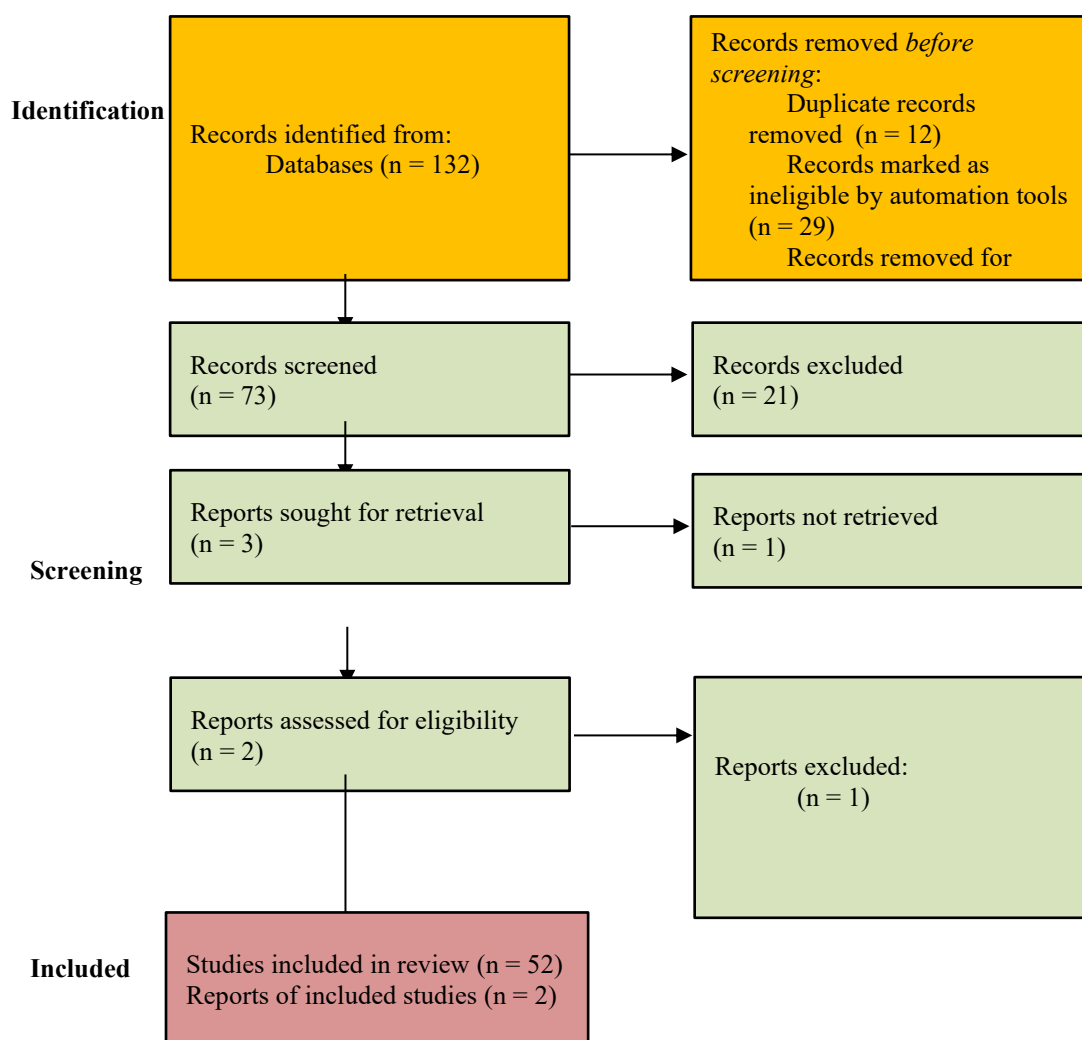 Identification
Records identified from:
Databases (n = 132)
Records removed before
screening:
Duplicate records
removed  (n = 12)
Records marked as
ineligible by automation tools
(n = 29)
Records removed for
Records screened
(n = 73)
Records excluded
(n = 21)
Screening
Reports sought for retrieval
(n = 3)
Reports not retrieved
(n = 1)
Reports assessed for eligibility
(n = 2)
Reports excluded:
(n = 1)
Included
Studies included in review (n = 52)
Reports of included studies (n = 2)